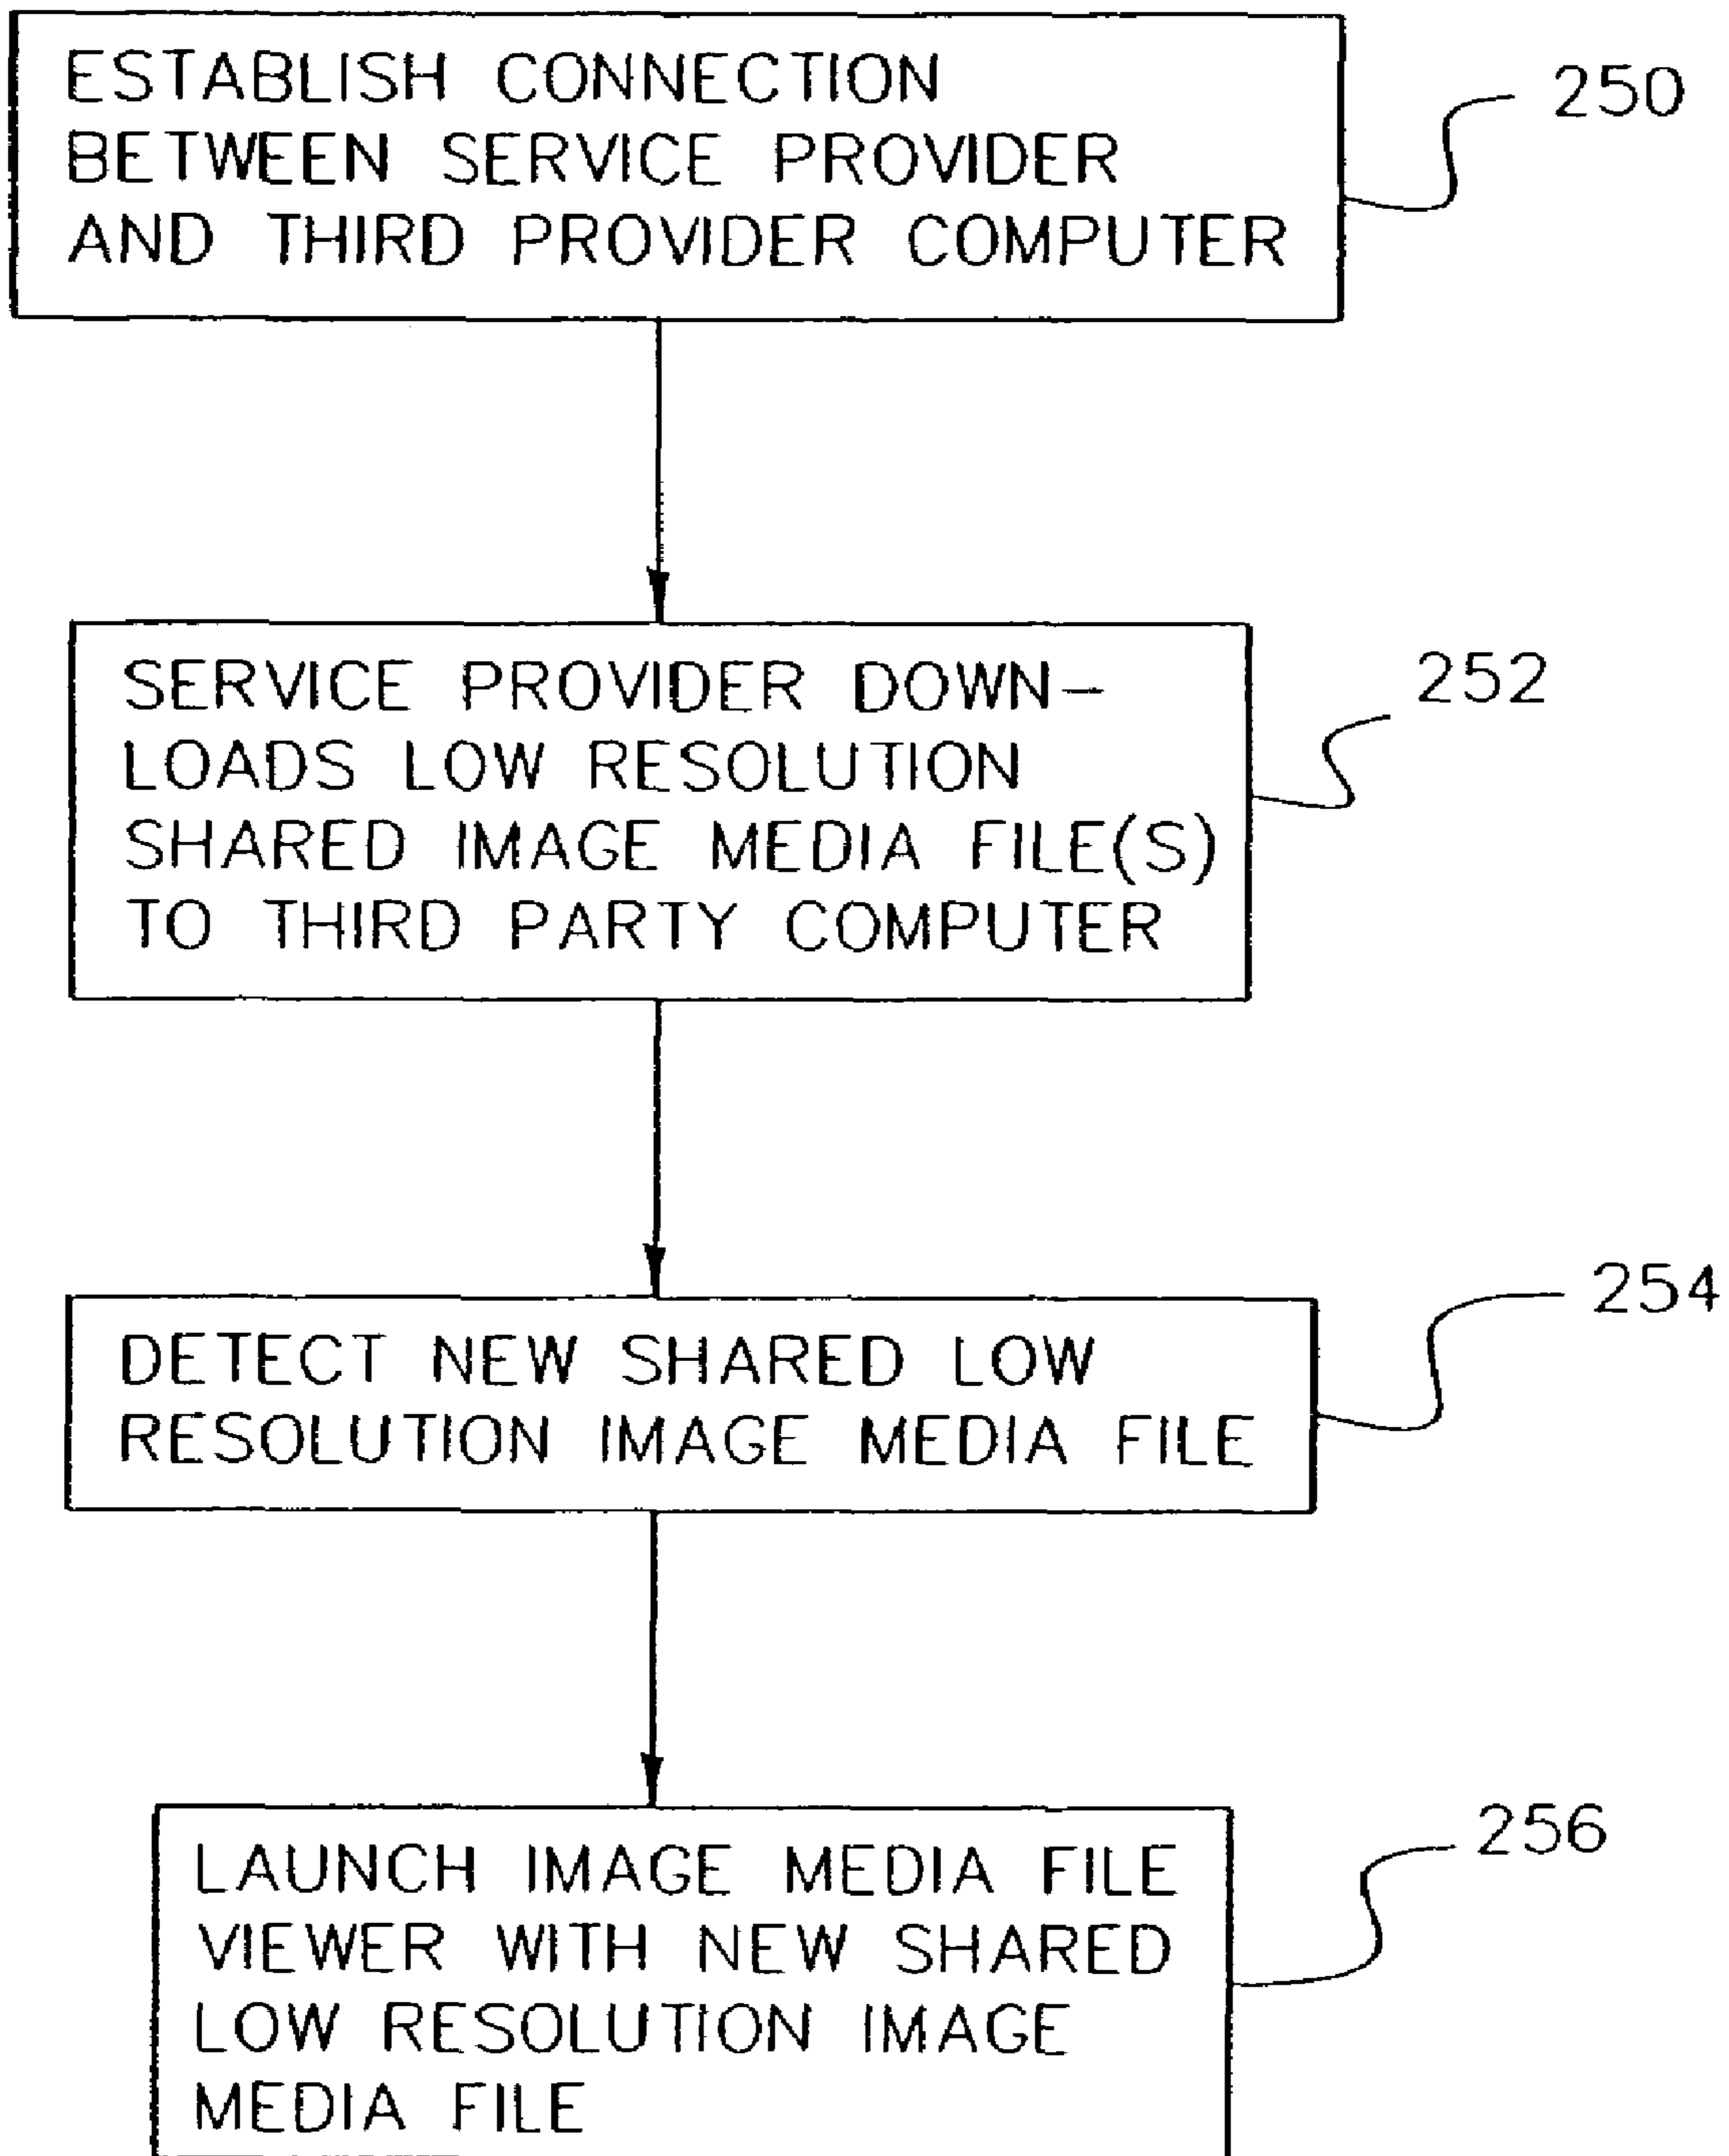 ESTABLISH CONNECTION
BETWEEN SERVICE PROVIDER
AND THIRD PROVIDER COMPUTER
250
SERVICE PROVIDER DOWN-
LOADS LOW RESOLUTION
SHARED IMAGE MEDIA FILE(S)
TO THIRD PARTY COMPUTER
252
DETECT NEW SHARED LOW
RESOLUTION IMAGE MEDIA FILE
254
LAUNCH IMAGE MEDIA FILE
VIEWER WITH NEW SHARED
LOW RESOLUTION IMAGE
MEDIA FILE
256